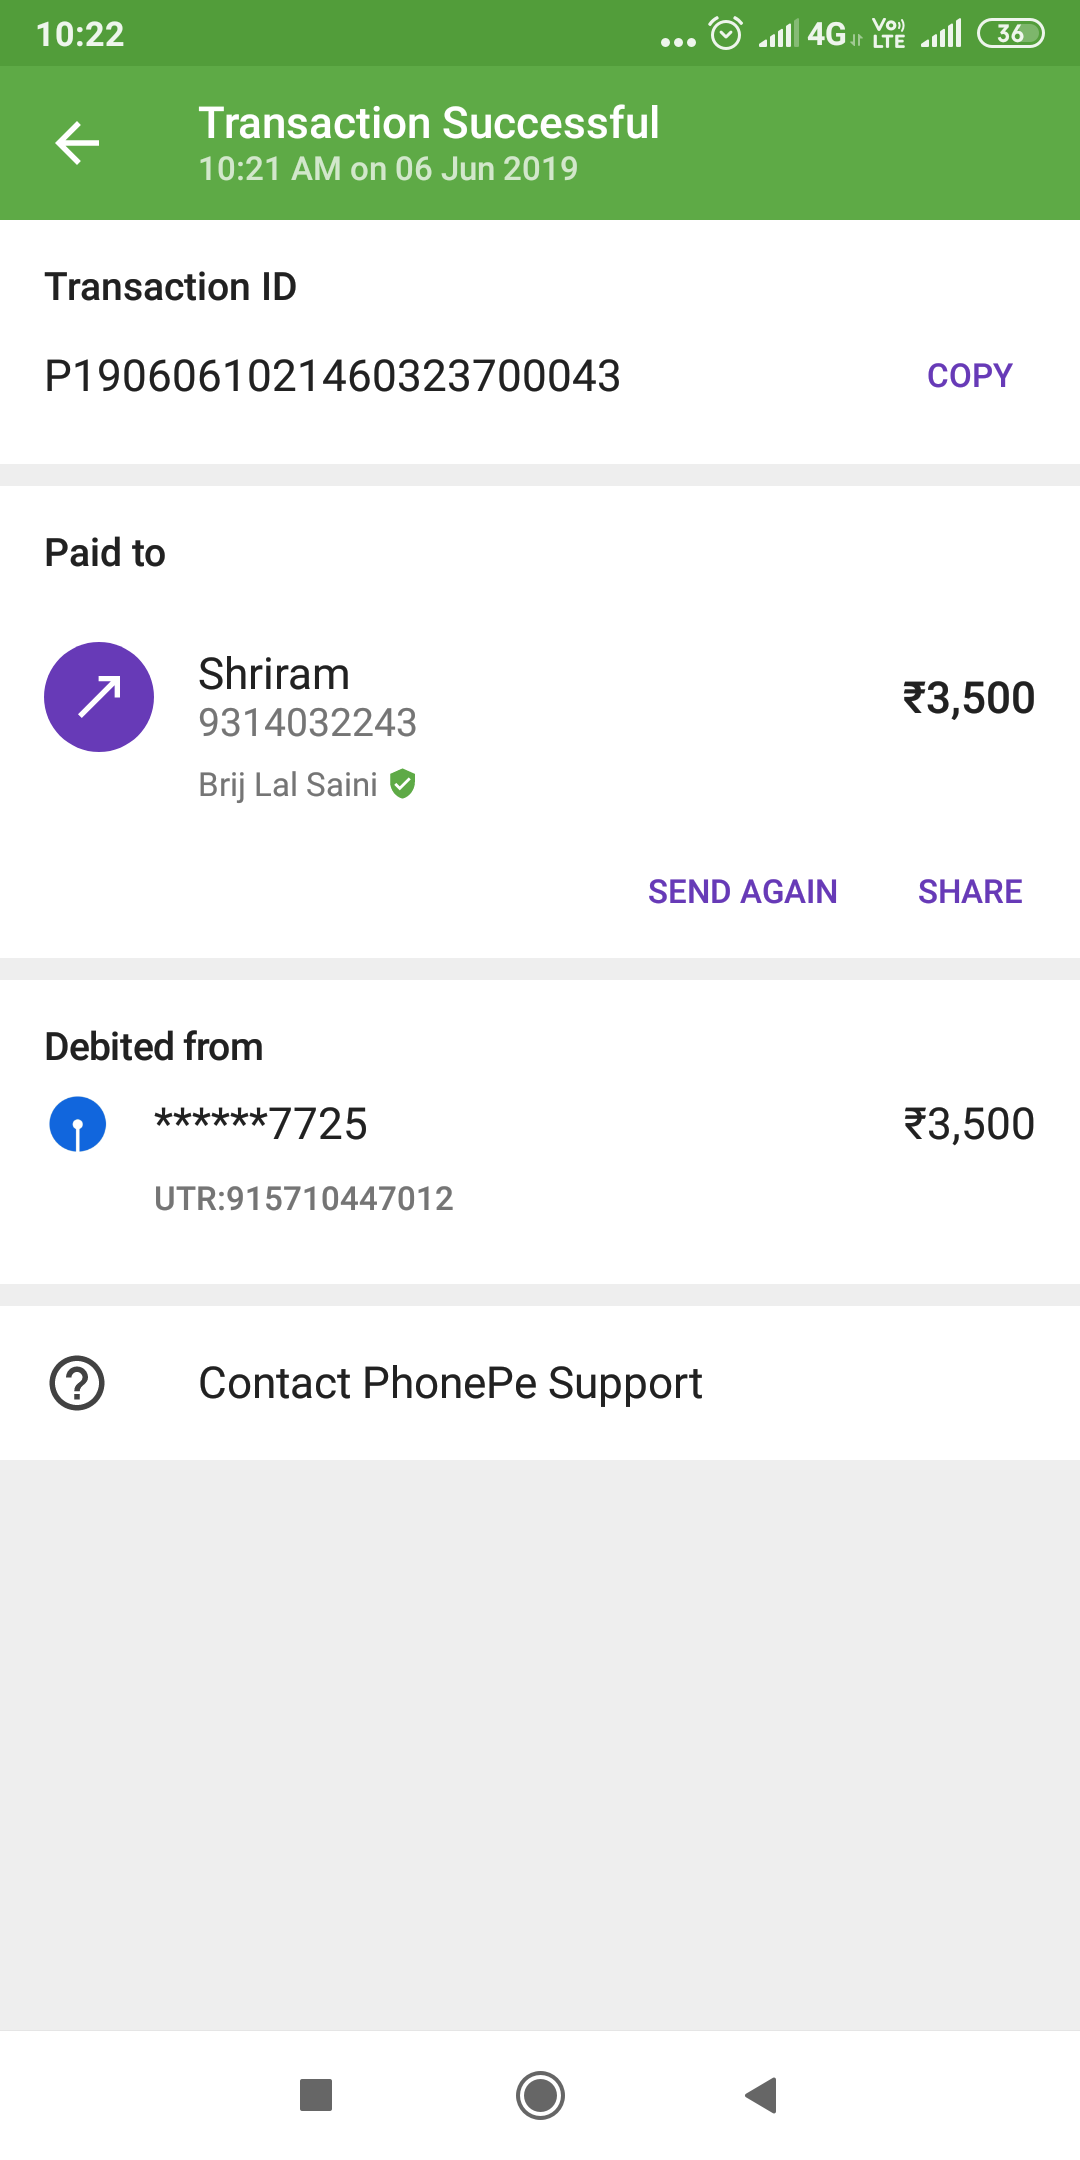 10:22
4G
Vo
LTE
36
Transaction Successful
10:21 AM on 06 Jun 2019
Transaction ID
P1906061021460323700043
COPY
Paid to
Shriram
₹3,500
9314032243
Brij Lal Saini
SEND AGAIN
SHARE
Debited from
******7725
₹3,500
UTR:915710447012
Contact PhonePe Support